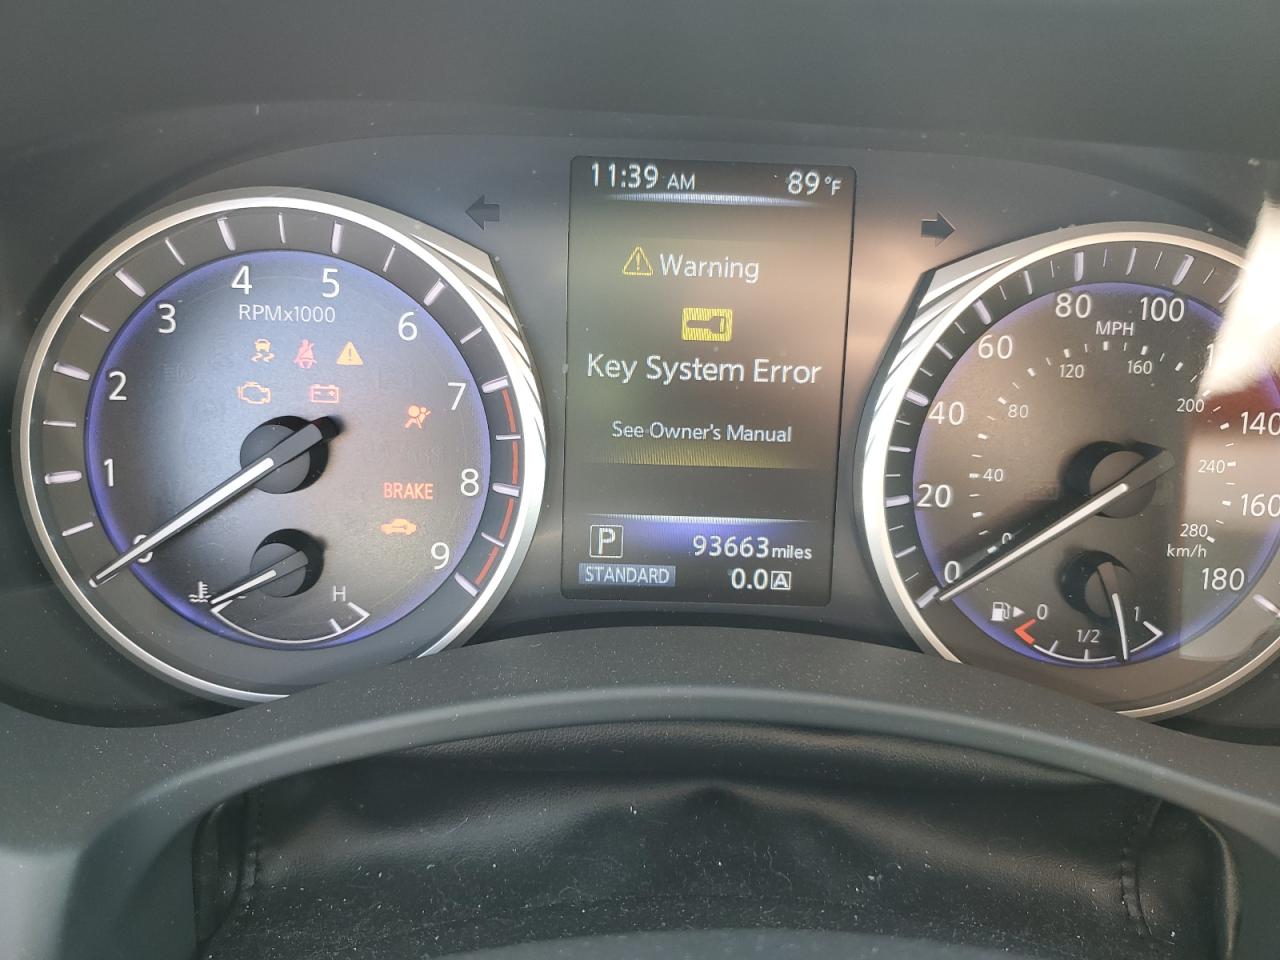 11:39 AM 89°F
Warning
Key System Error
See Owner's Manual
P 93663 miles
STANDARD 0.0 A
4 5
RPMx1000
3 6
2 7
1 8
BRAKE
0 9
H
80 100
MPH
60
120 160
40 80 200 140
40 240
20 160
280
0 km/h
0 180
0 1
1/2